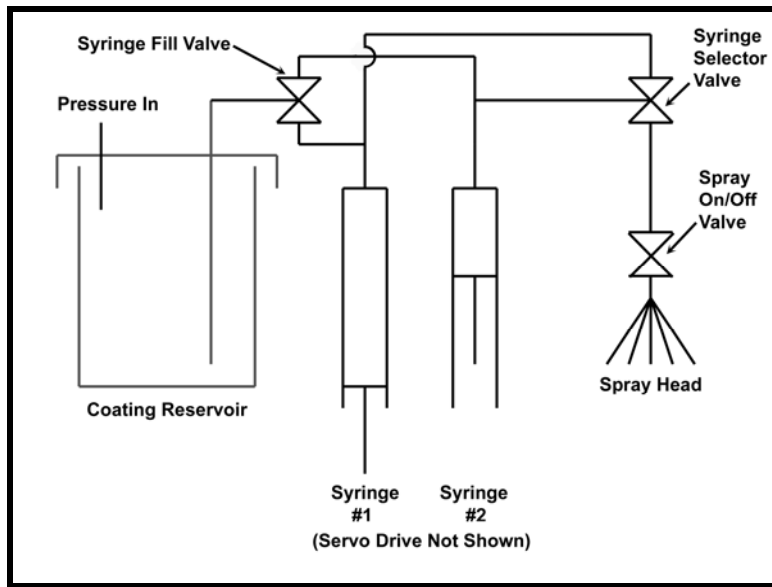 Syringe Fill Valve
Pressure In
Syringe
Selector
Valve
Spray
On/Off
Valve
Coating Reservoir
Spray Head
Syringe
#1
Syringe
#2
(Servo Drive Not Shown)